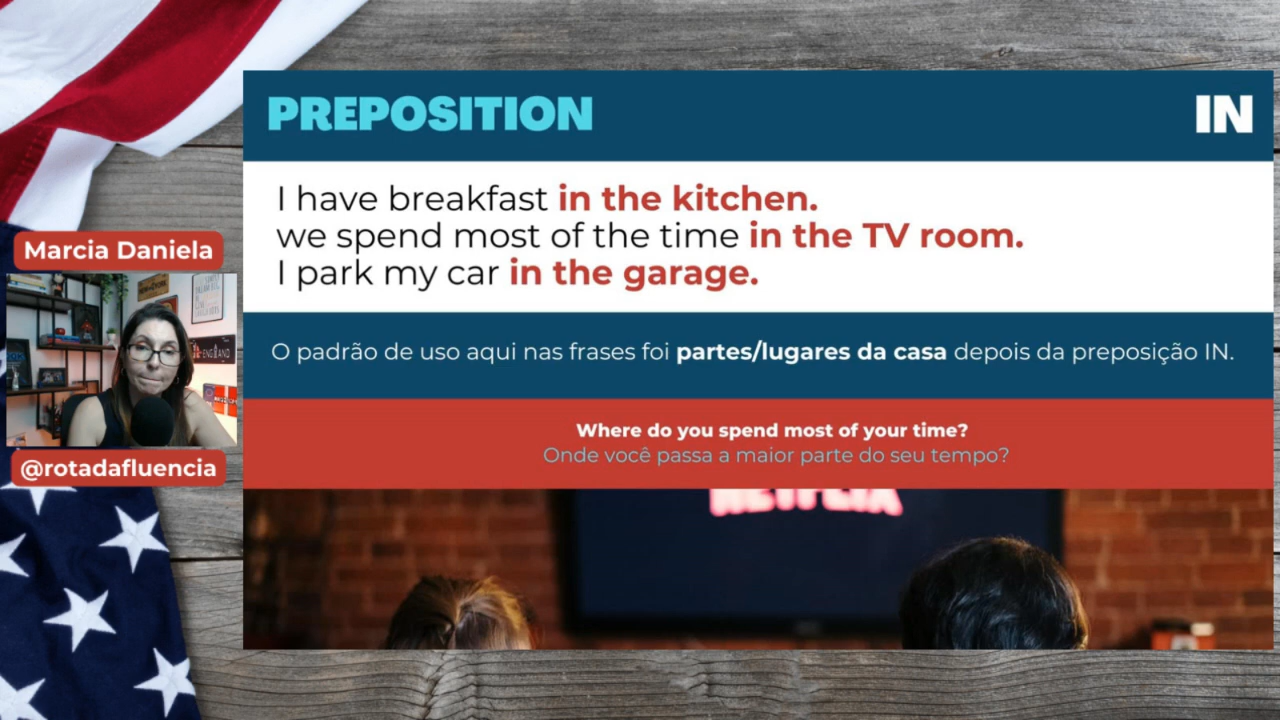 PREPOSITION
IN
I have breakfast in the kitchen.
we spend most of the time in the TV room.
I park my car in the garage.
Marcia Daniela
O padrão de uso aqui nas frases foi partes/lugares da casa depois da preposição IN.
Where do you spend most of your time?
Onde você passa a maior parte do seu tempo?
@rotadafluencia
NETFLIX